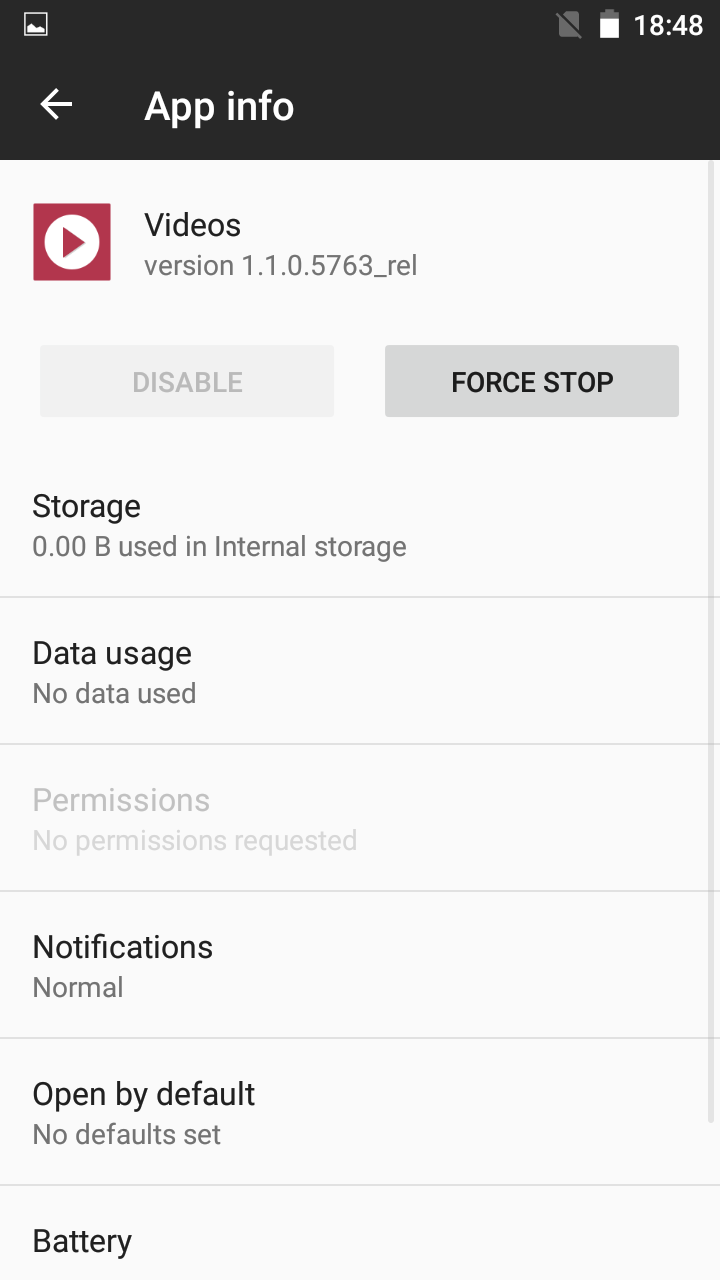 18:48
App info
Videos
version 1.1.0.5763_rel
DISABLE
FORCE STOP
Storage
0.00 B used in Internal storage
Data usage
No data used
Permissions
No permissions requested
Notifications
Normal
Open by default
No defaults set
Battery